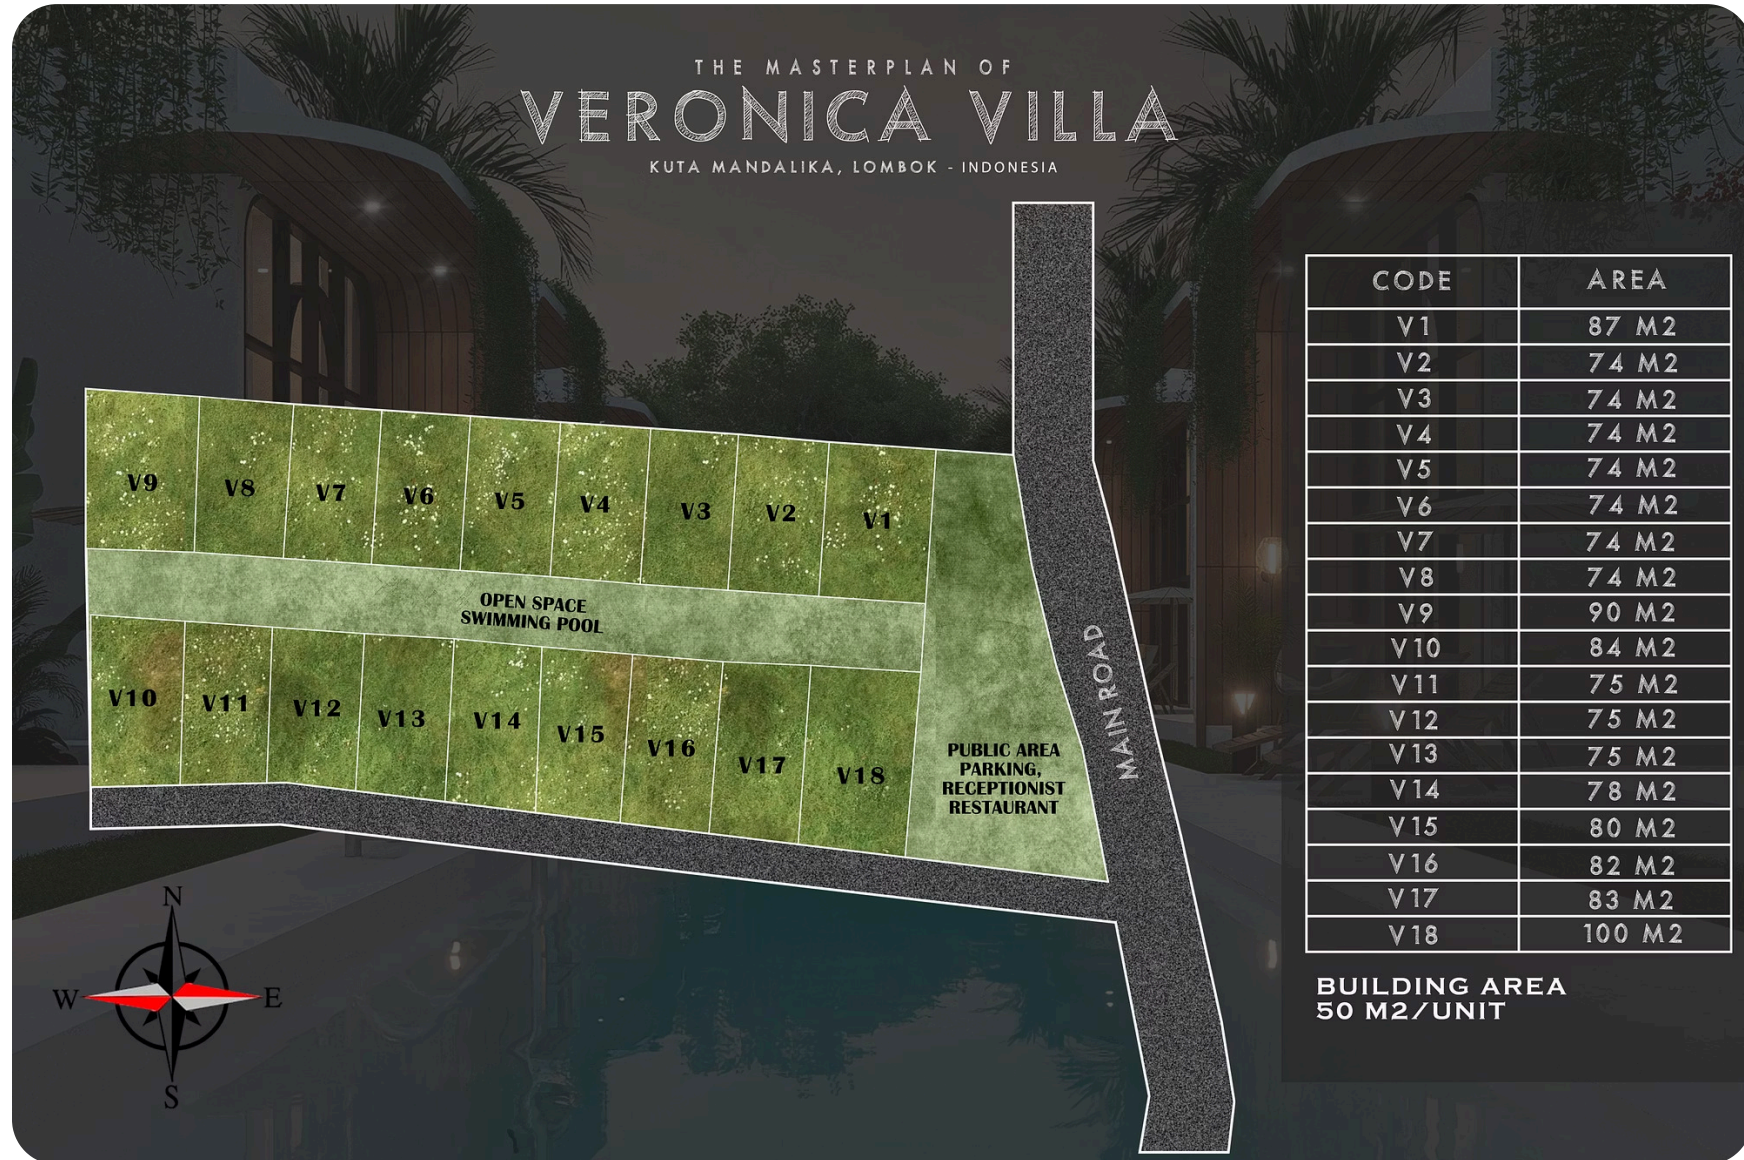 THE MASTERPLAN OF
VERONICA VILLA
KUTA MANDALIKA, LOMBOK - INDONESIA
V9
V8
V7
V6
V5
V4
V3
V2
V1
OPEN SPACE
SWIMMING POOL
V10
V11
V12
V13
V14
V15
V16
V17
V18
PUBLIC AREA
PARKING,
RECEPTIONIST
RESTAURANT
MAIN ROAD
N
W
E
S
CODE AREA
V1 87 M2
V2 74 M2
V3 74 M2
V4 74 M2
V5 74 M2
V6 74 M2
V7 74 M2
V8 74 M2
V9 90 M2
V10 84 M2
V11 75 M2
V12 75 M2
V13 75 M2
V14 78 M2
V15 80 M2
V16 82 M2
V17 83 M2
V18 100 M2
BUILDING AREA
50 M2/UNIT